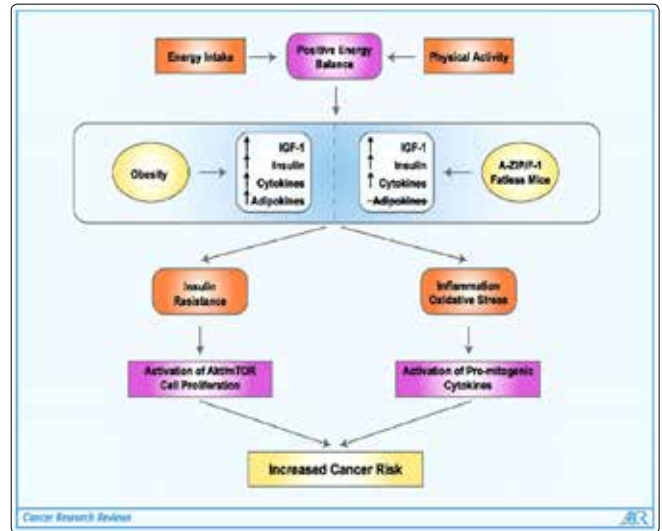 Energy Intake
Positive Energy
Balance
Physical Activity
Obesity
IGF-1
Insulin
Cytokines
Adipokines
IGF-1
Insulin
Cytokines
Adipokines
A-ZIP/F-1
Fatless Mice
Insulin
Resistance
Inflammation
Oxidative Stress
Activation of Akt/mTOR
Cell Proliferation
Activation of Pro-mitogenic
Cytokines
Increased Cancer Risk
Cancer Research Reviews